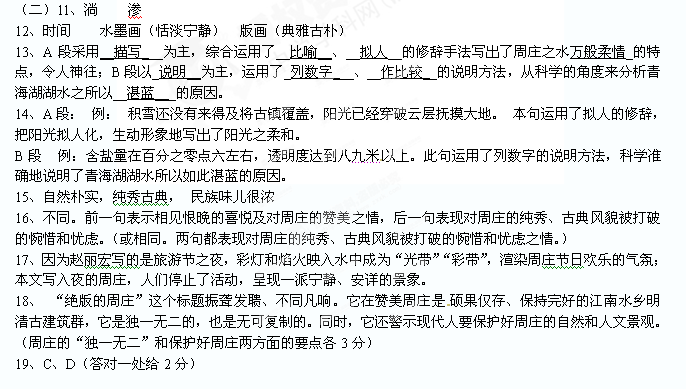 （二）11、淌 渗
12、时间 水墨画（恬淡宁静） 版画（典雅古朴）
13、A 段采用__描写__为主，综合运用了__比喻__、__拟人__的修辞手法写出了周庄之水万般柔情_的特
点，令人神往；B 段以_说明__为主，运用了_列数字___、__作比较_的说明方法，从科学的角度来分析青
海湖湖水之所以__湛蓝___的原因。
14、A 段： 例： 积雪还没有来得及将古镇覆盖，阳光已经穿破云层抚摸大地。 本句运用了拟人的修辞，
把阳光拟人化，生动形象地写出了阳光之柔和。
B 段 例：含盐量在百分之零点六左右，透明度达到八九米以上。此句运用了列数字的说明方法，科学准
确地说明了青海湖湖水所以如此湛蓝的原因。
15、自然朴实，纯秀古典， 民族味儿很浓
16、不同。前一句表示相见恨晚的喜悦及对周庄的赞美之情，后一句表现对周庄的纯秀、古典风貌被打破
的惋惜和忧虑。（或相同。两句都表现对周庄的纯秀、古典风貌被打破的惋惜和忧虑之情。）
17、因为赵丽宏写的是旅游节之夜，彩灯和焰火映入水中成为“光带”“彩带”，渲染周庄节日欢乐的气氛；
本文写入夜的周庄，人们停止了活动，呈现一派宁静、安详的景象。
18、 “绝版的周庄”这个标题振聋发聩、不同凡响。它在赞美周庄是 硕果仅存、保持完好的江南水乡明
清古建筑群，它是独一无二的，也是无可复制的。同时，它还警示现代人要保护好周庄的自然和人文景观。
（周庄的“独一无二”和保护好周庄两方面的要点各 3 分）
19、C、D（答对一处给 2 分）